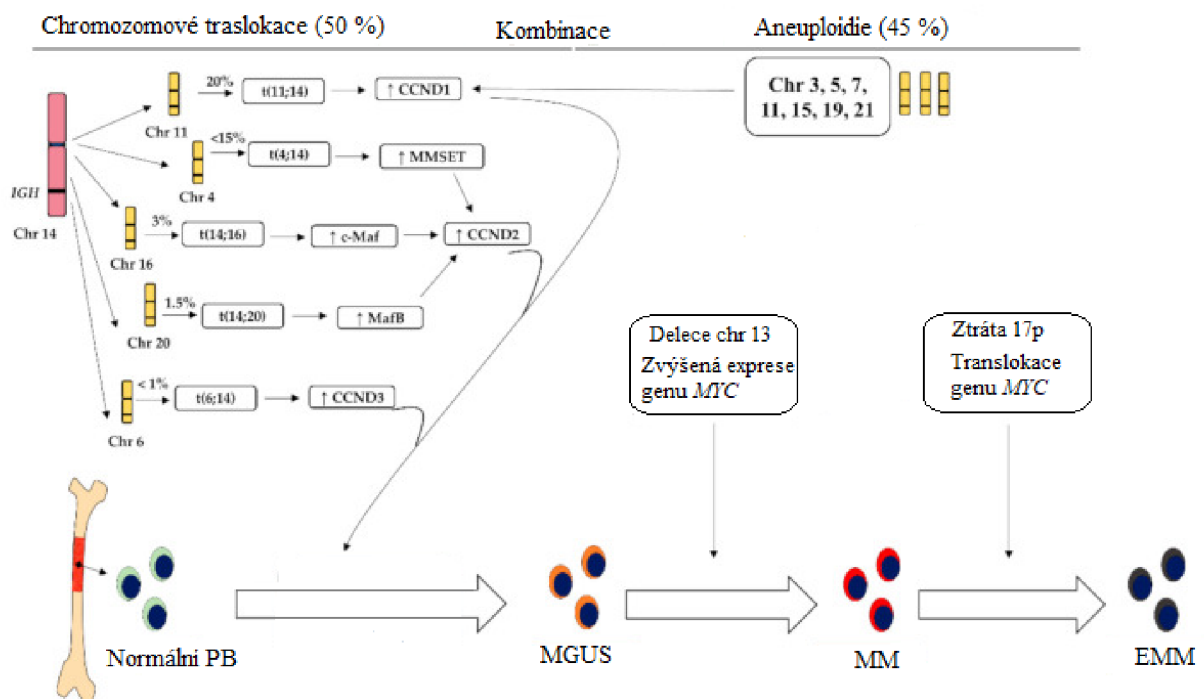 Chromozomové traslokace (50 %)
Kombinace
Aneuploidie (45 %)
IGH
Chr 14
Chr 11
20%
t(11;14)
↑ CCND1
Chr 3, 5, 7,
11, 15, 19, 21
Chr 4
<15%
t(4;14)
↑ MMSET
Chr 16
3%
t(14;16)
↑ c-Maf
↑ CCND2
Chr 20
1.5%
t(14;20)
↑ MafB
Chr 6
< 1%
t(6;14)
↑ CCND3
Delece chr 13
Zvýšená exprese
genu MYC
Ztráta 17p
Translokace
genu MYC
Normální PB
MGUS
MM
EMM